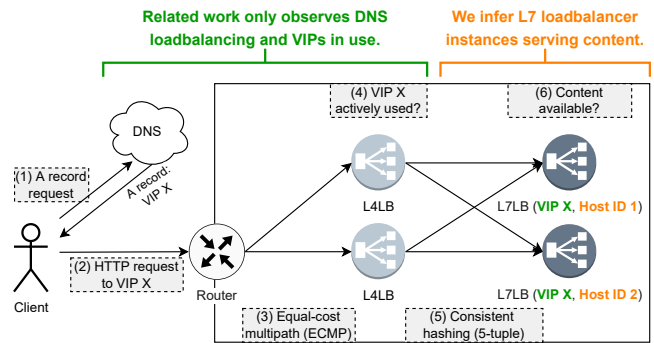 Related work only observes DNS
loadbalancing and VIPs in use.
We infer L7 loadbalancer
instances serving content.
(4) VIP X
actively used?
(6) Content
available?
DNS
(1) A record
request
A record:
VIP X
L4LB
L7LB (VIP X, Host ID 1)
(2) HTTP request
to VIP X
Client
Router
L4LB
L7LB (VIP X, Host ID 2)
(3) Equal-cost
multipath (ECMP)
(5) Consistent
hashing (5-tuple)